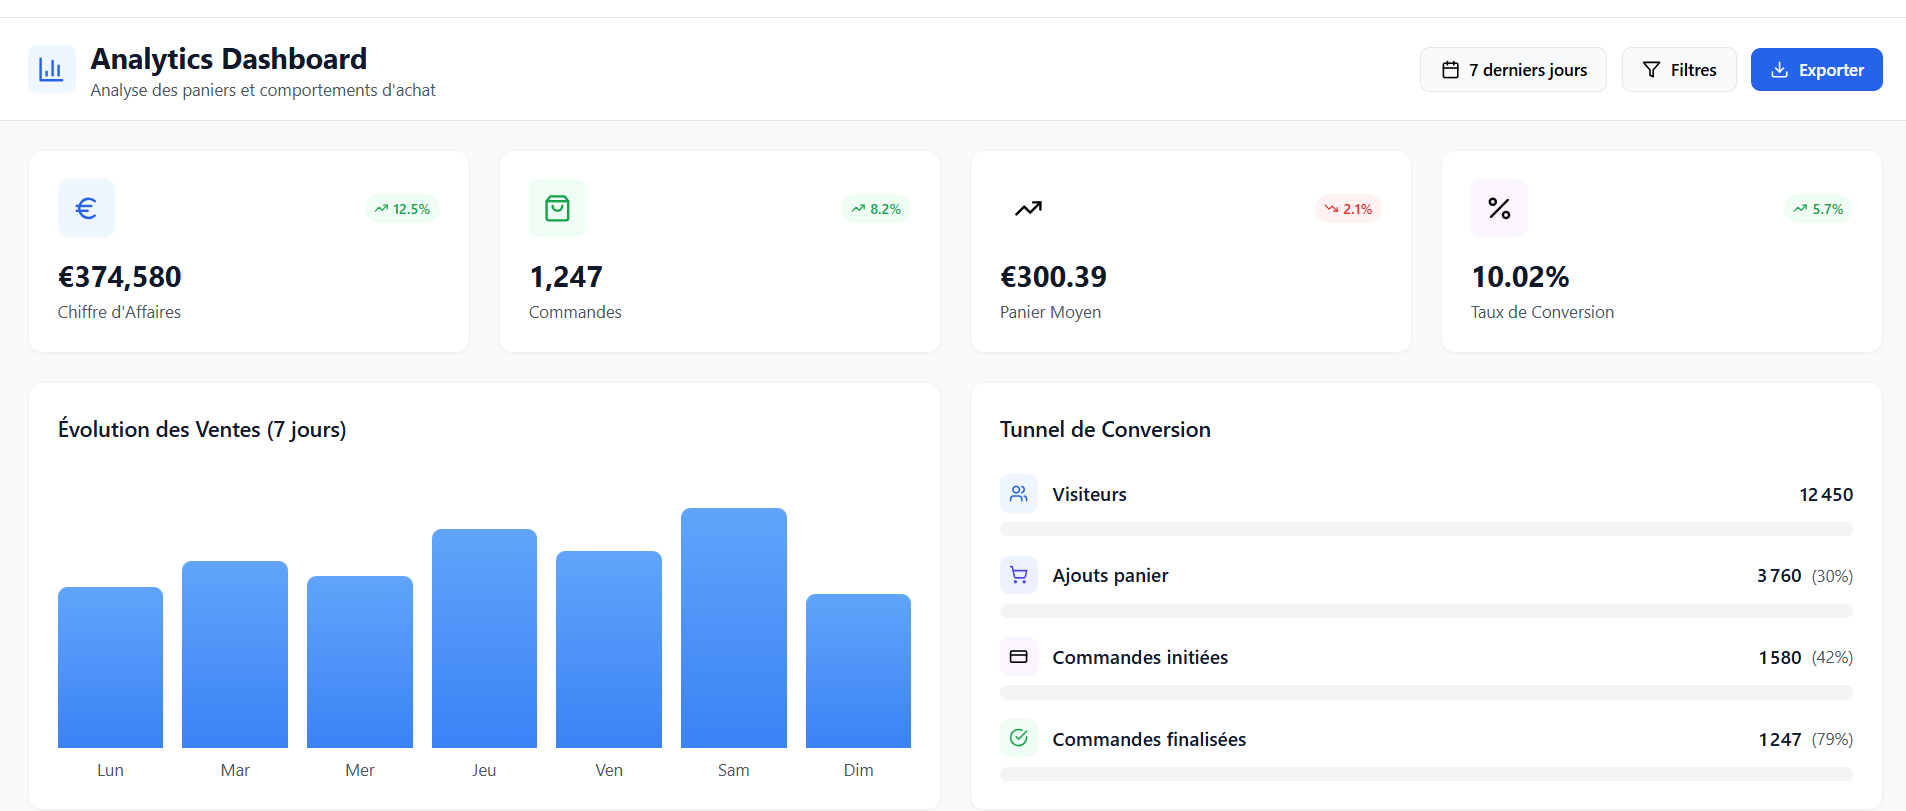 Analytics Dashboard
Analyse des paniers et comportements d'achat
7 derniers jours
Filtres
Exporter
12.5%
€374,580
Chiffre d'Affaires
8.2%
1,247
Commandes
2.1%
€300.39
Panier Moyen
5.7%
10.02%
Taux de Conversion
Évolution des Ventes (7 jours)
Lun Mar Mer Jeu Ven Sam Dim
Tunnel de Conversion
Visiteurs 12 450
Ajouts panier 3 760 (30%)
Commandes initiées 1 580 (42%)
Commandes finalisées 1 247 (79%)